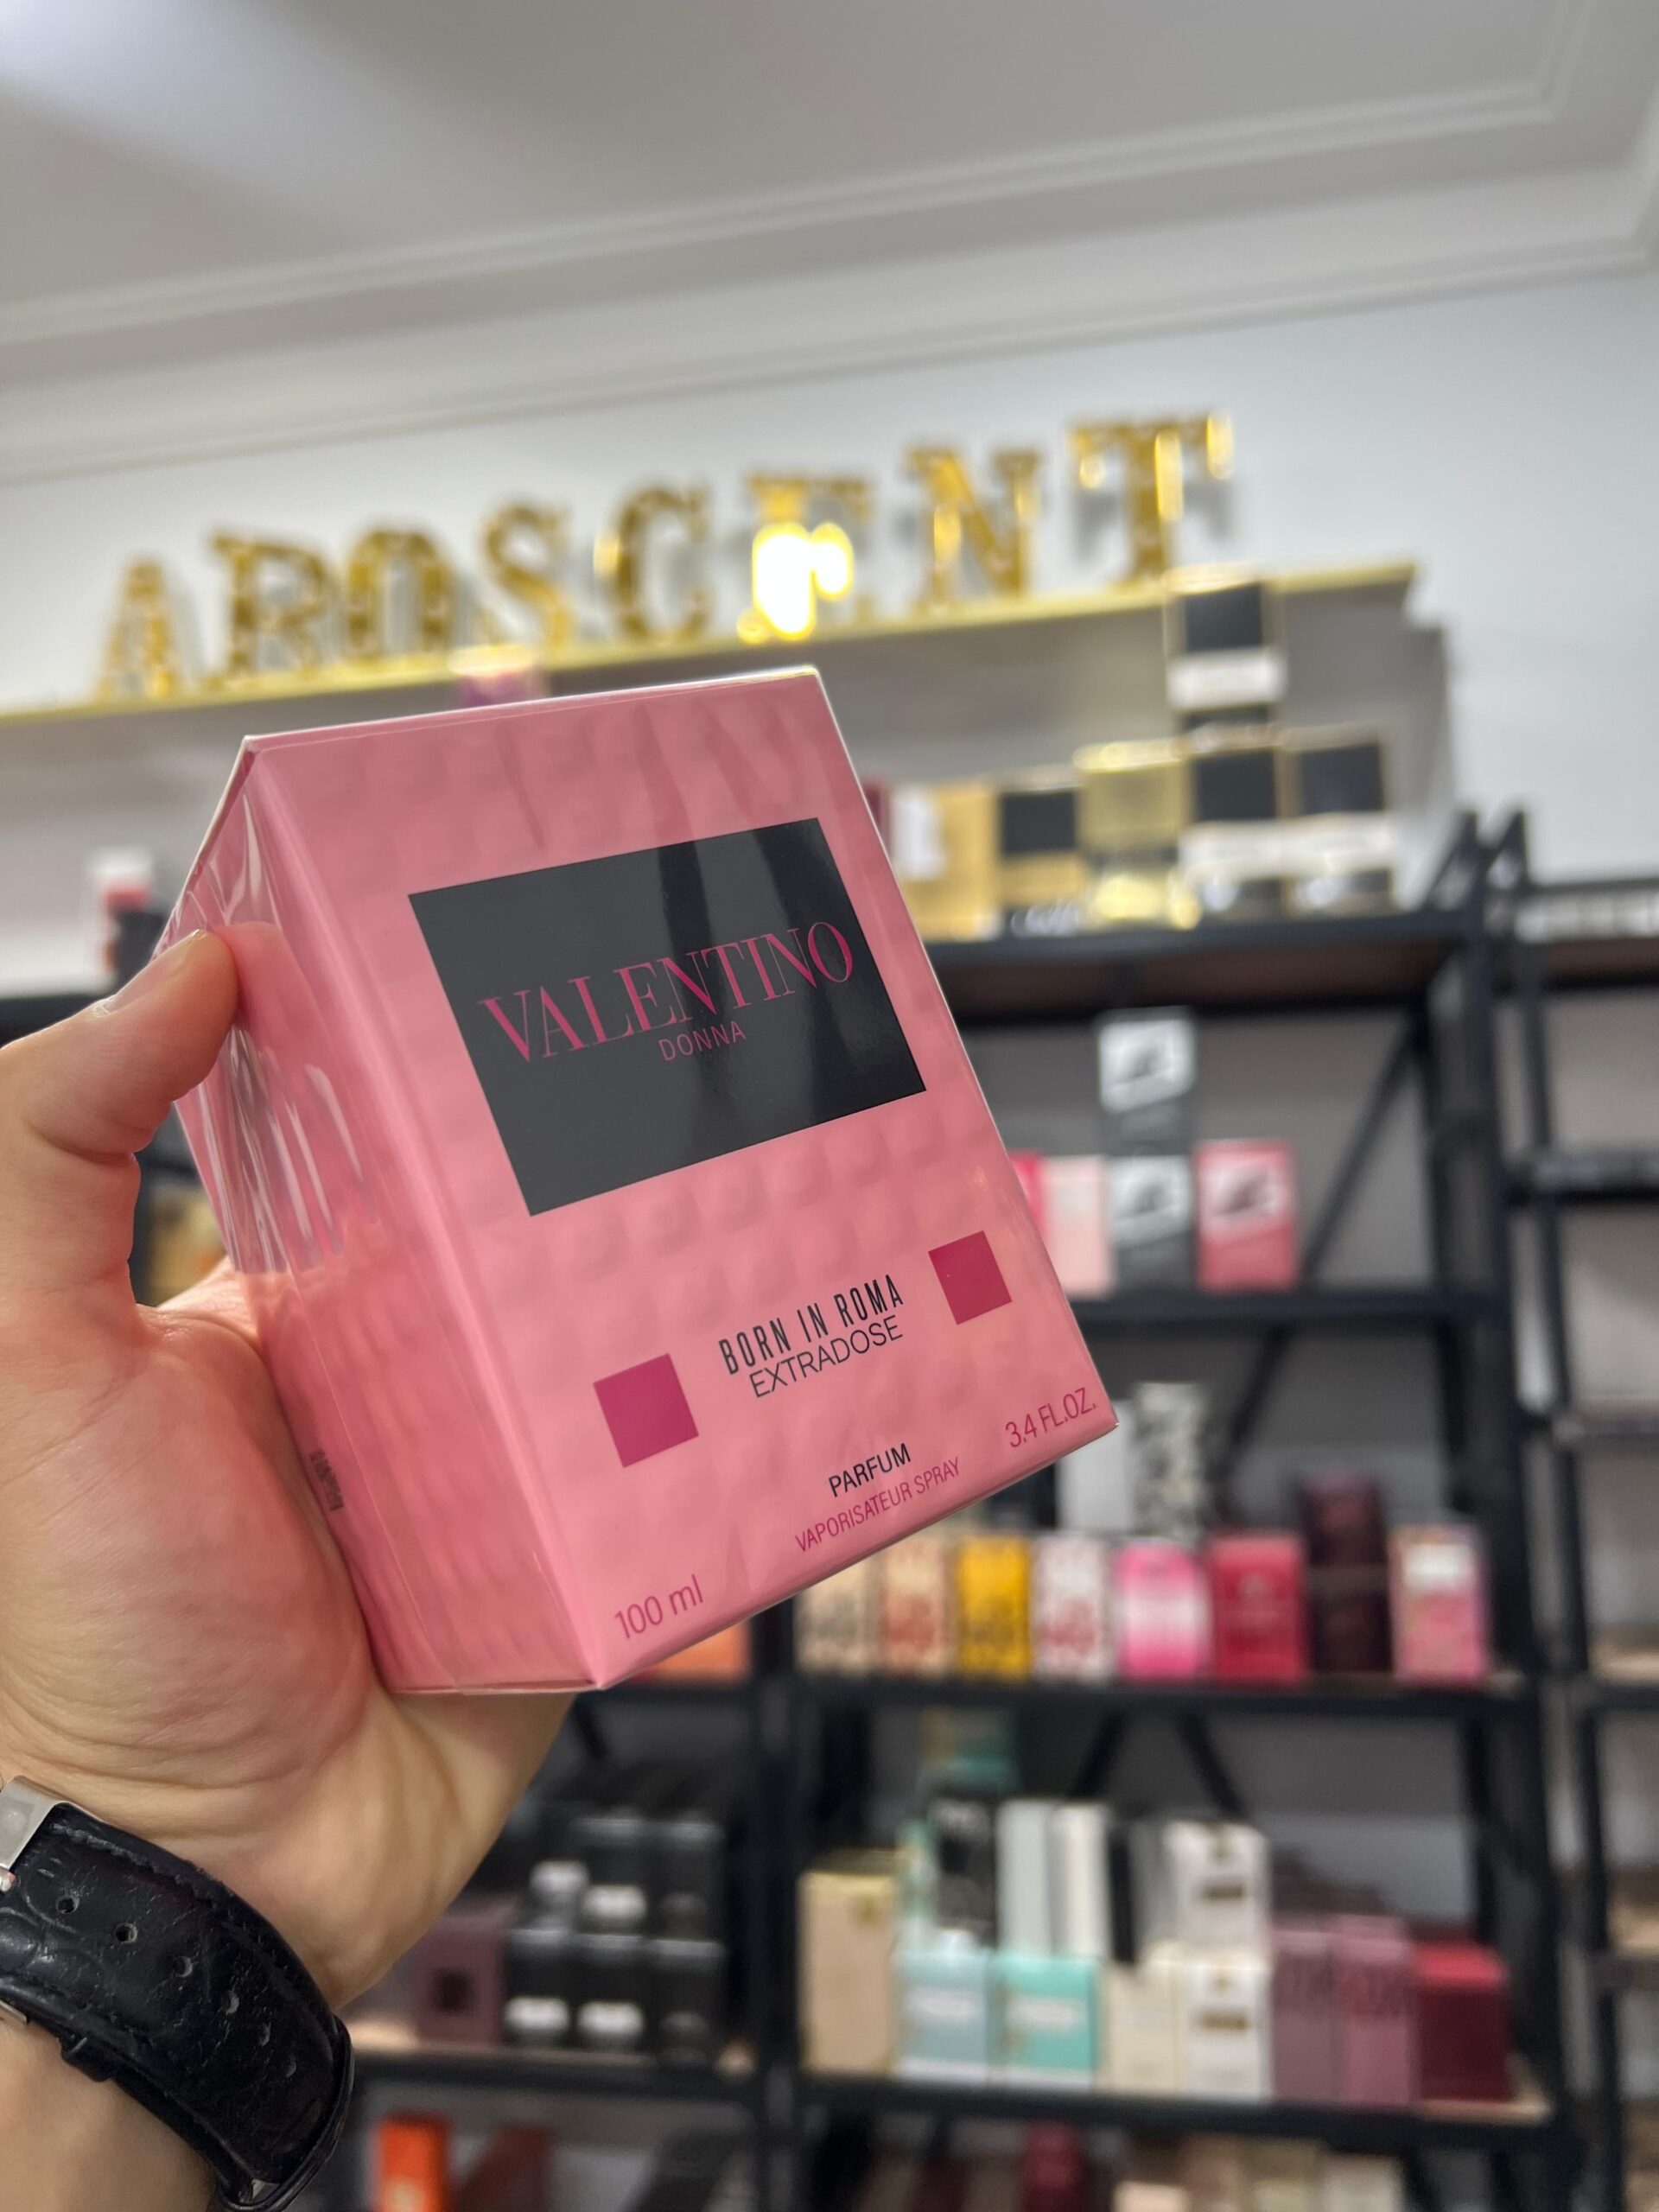 AROSCENT
VALENTINO
DONNA
BORN IN ROMA
EXTRADOSE
PARFUM
VAPORISATEUR SPRAY
100 ml
3.4 FL.OZ.